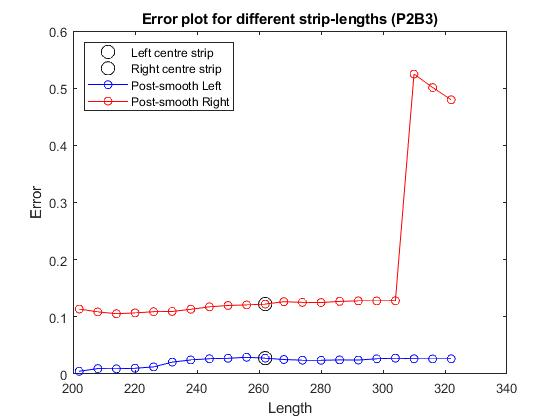 Error plot for different strip-lengths (P2B3)
0.6
0.5
0.4
0.3
0.2
0.1
0
Error
Left centre strip
Right centre strip
Post-smooth Left
Post-smooth Right
200 220 240 260 280 300 320 340
Length